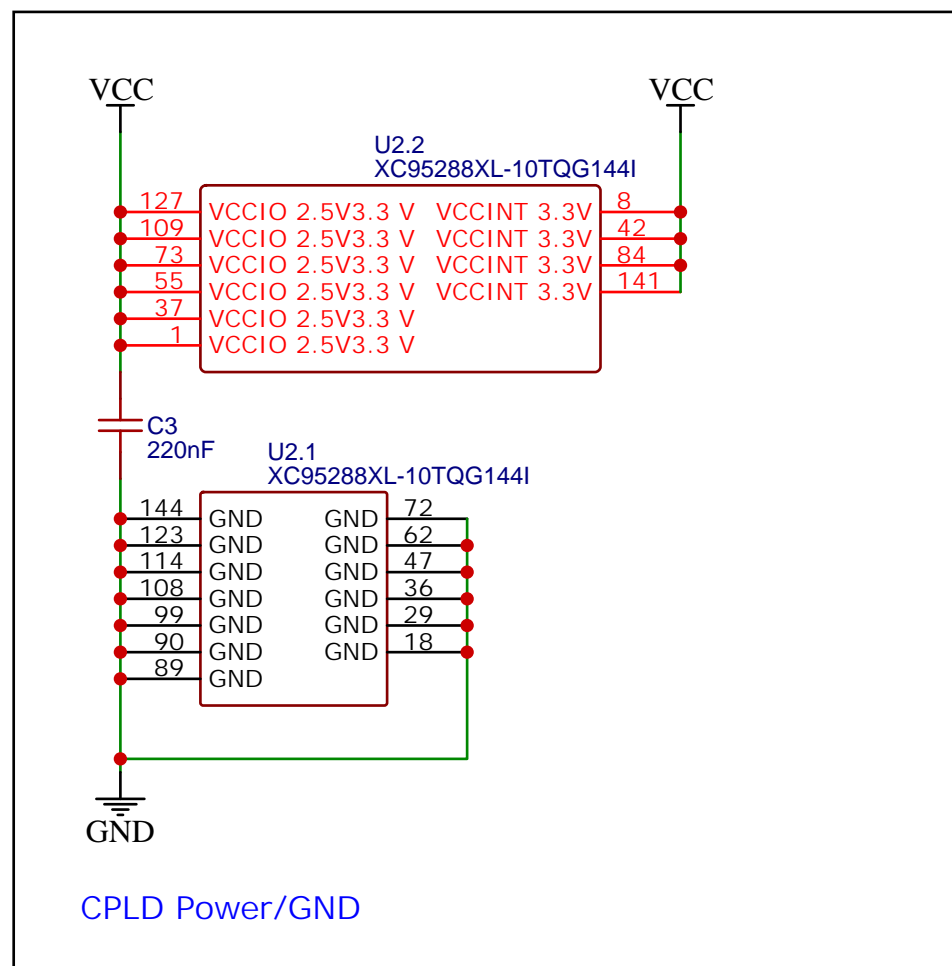 VCC VCC
U2.2
XC95288XL-10TQG144I
127 VCCIO 2.5V3.3 V VCCINT 3.3V 8
109 VCCIO 2.5V3.3 V VCCINT 3.3V 42
73 VCCIO 2.5V3.3 V VCCINT 3.3V 84
55 VCCIO 2.5V3.3 V VCCINT 3.3V 141
37 VCCIO 2.5V3.3 V
1 VCCIO 2.5V3.3 V
C3
220nF
U2.1
XC95288XL-10TQG144I
144 GND GND 72
123 GND GND 62
114 GND GND 47
108 GND GND 36
99 GND GND 29
90 GND GND 18
89 GND
GND
CPLD Power/GND